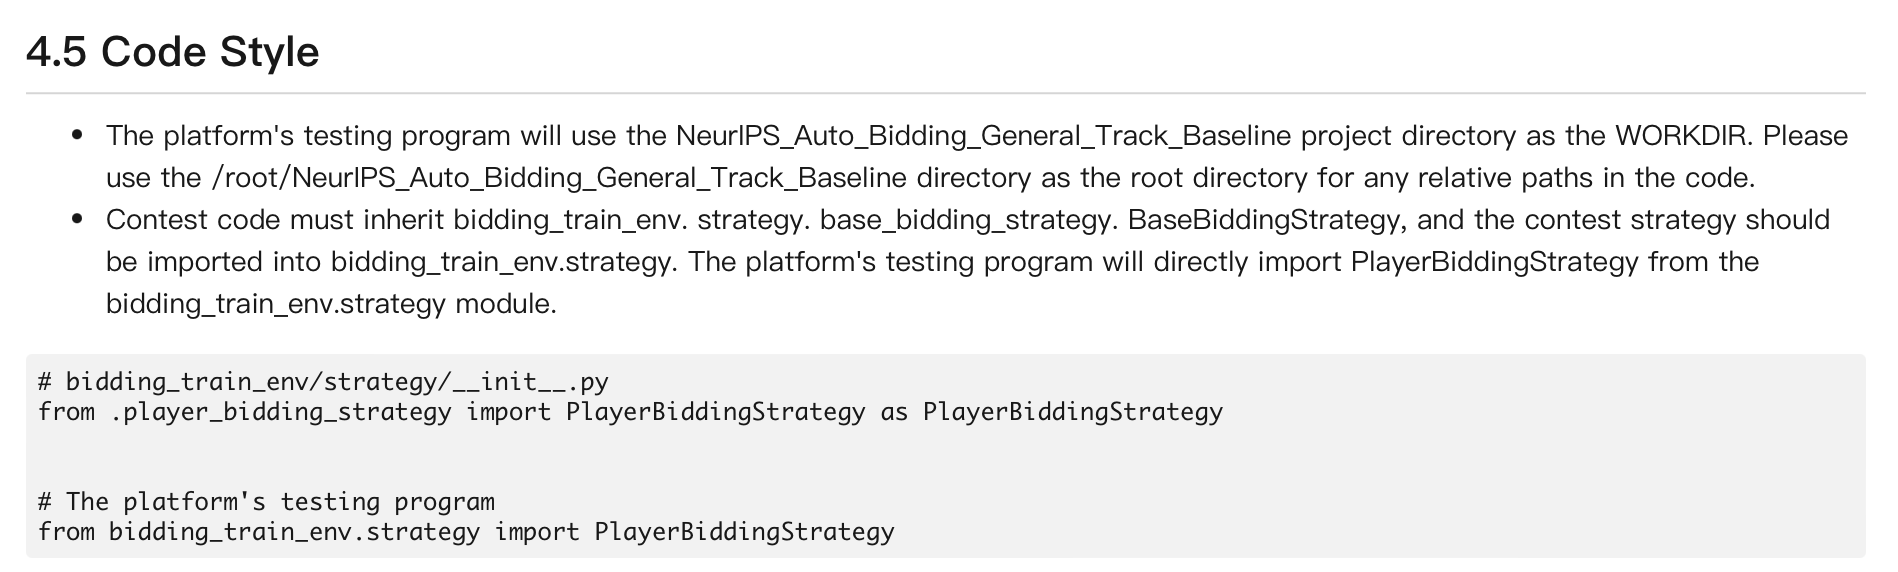 4.5 Code Style
• The platform's testing program will use the NeurIPS_Auto_Bidding_General_Track_Baseline project directory as the WORKDIR. Please
use the /root/NeurIPS_Auto_Bidding_General_Track_Baseline directory as the root directory for any relative paths in the code.
• Contest code must inherit bidding_train_env. strategy. base_bidding_strategy. BaseBiddingStrategy, and the contest strategy should
be imported into bidding_train_env.strategy. The platform's testing program will directly import PlayerBiddingStrategy from the
bidding_train_env.strategy module.
# bidding_train_env/strategy/__init__.py
from .player_bidding_strategy import PlayerBiddingStrategy as PlayerBiddingStrategy
# The platform's testing program
from bidding_train_env.strategy import PlayerBiddingStrategy